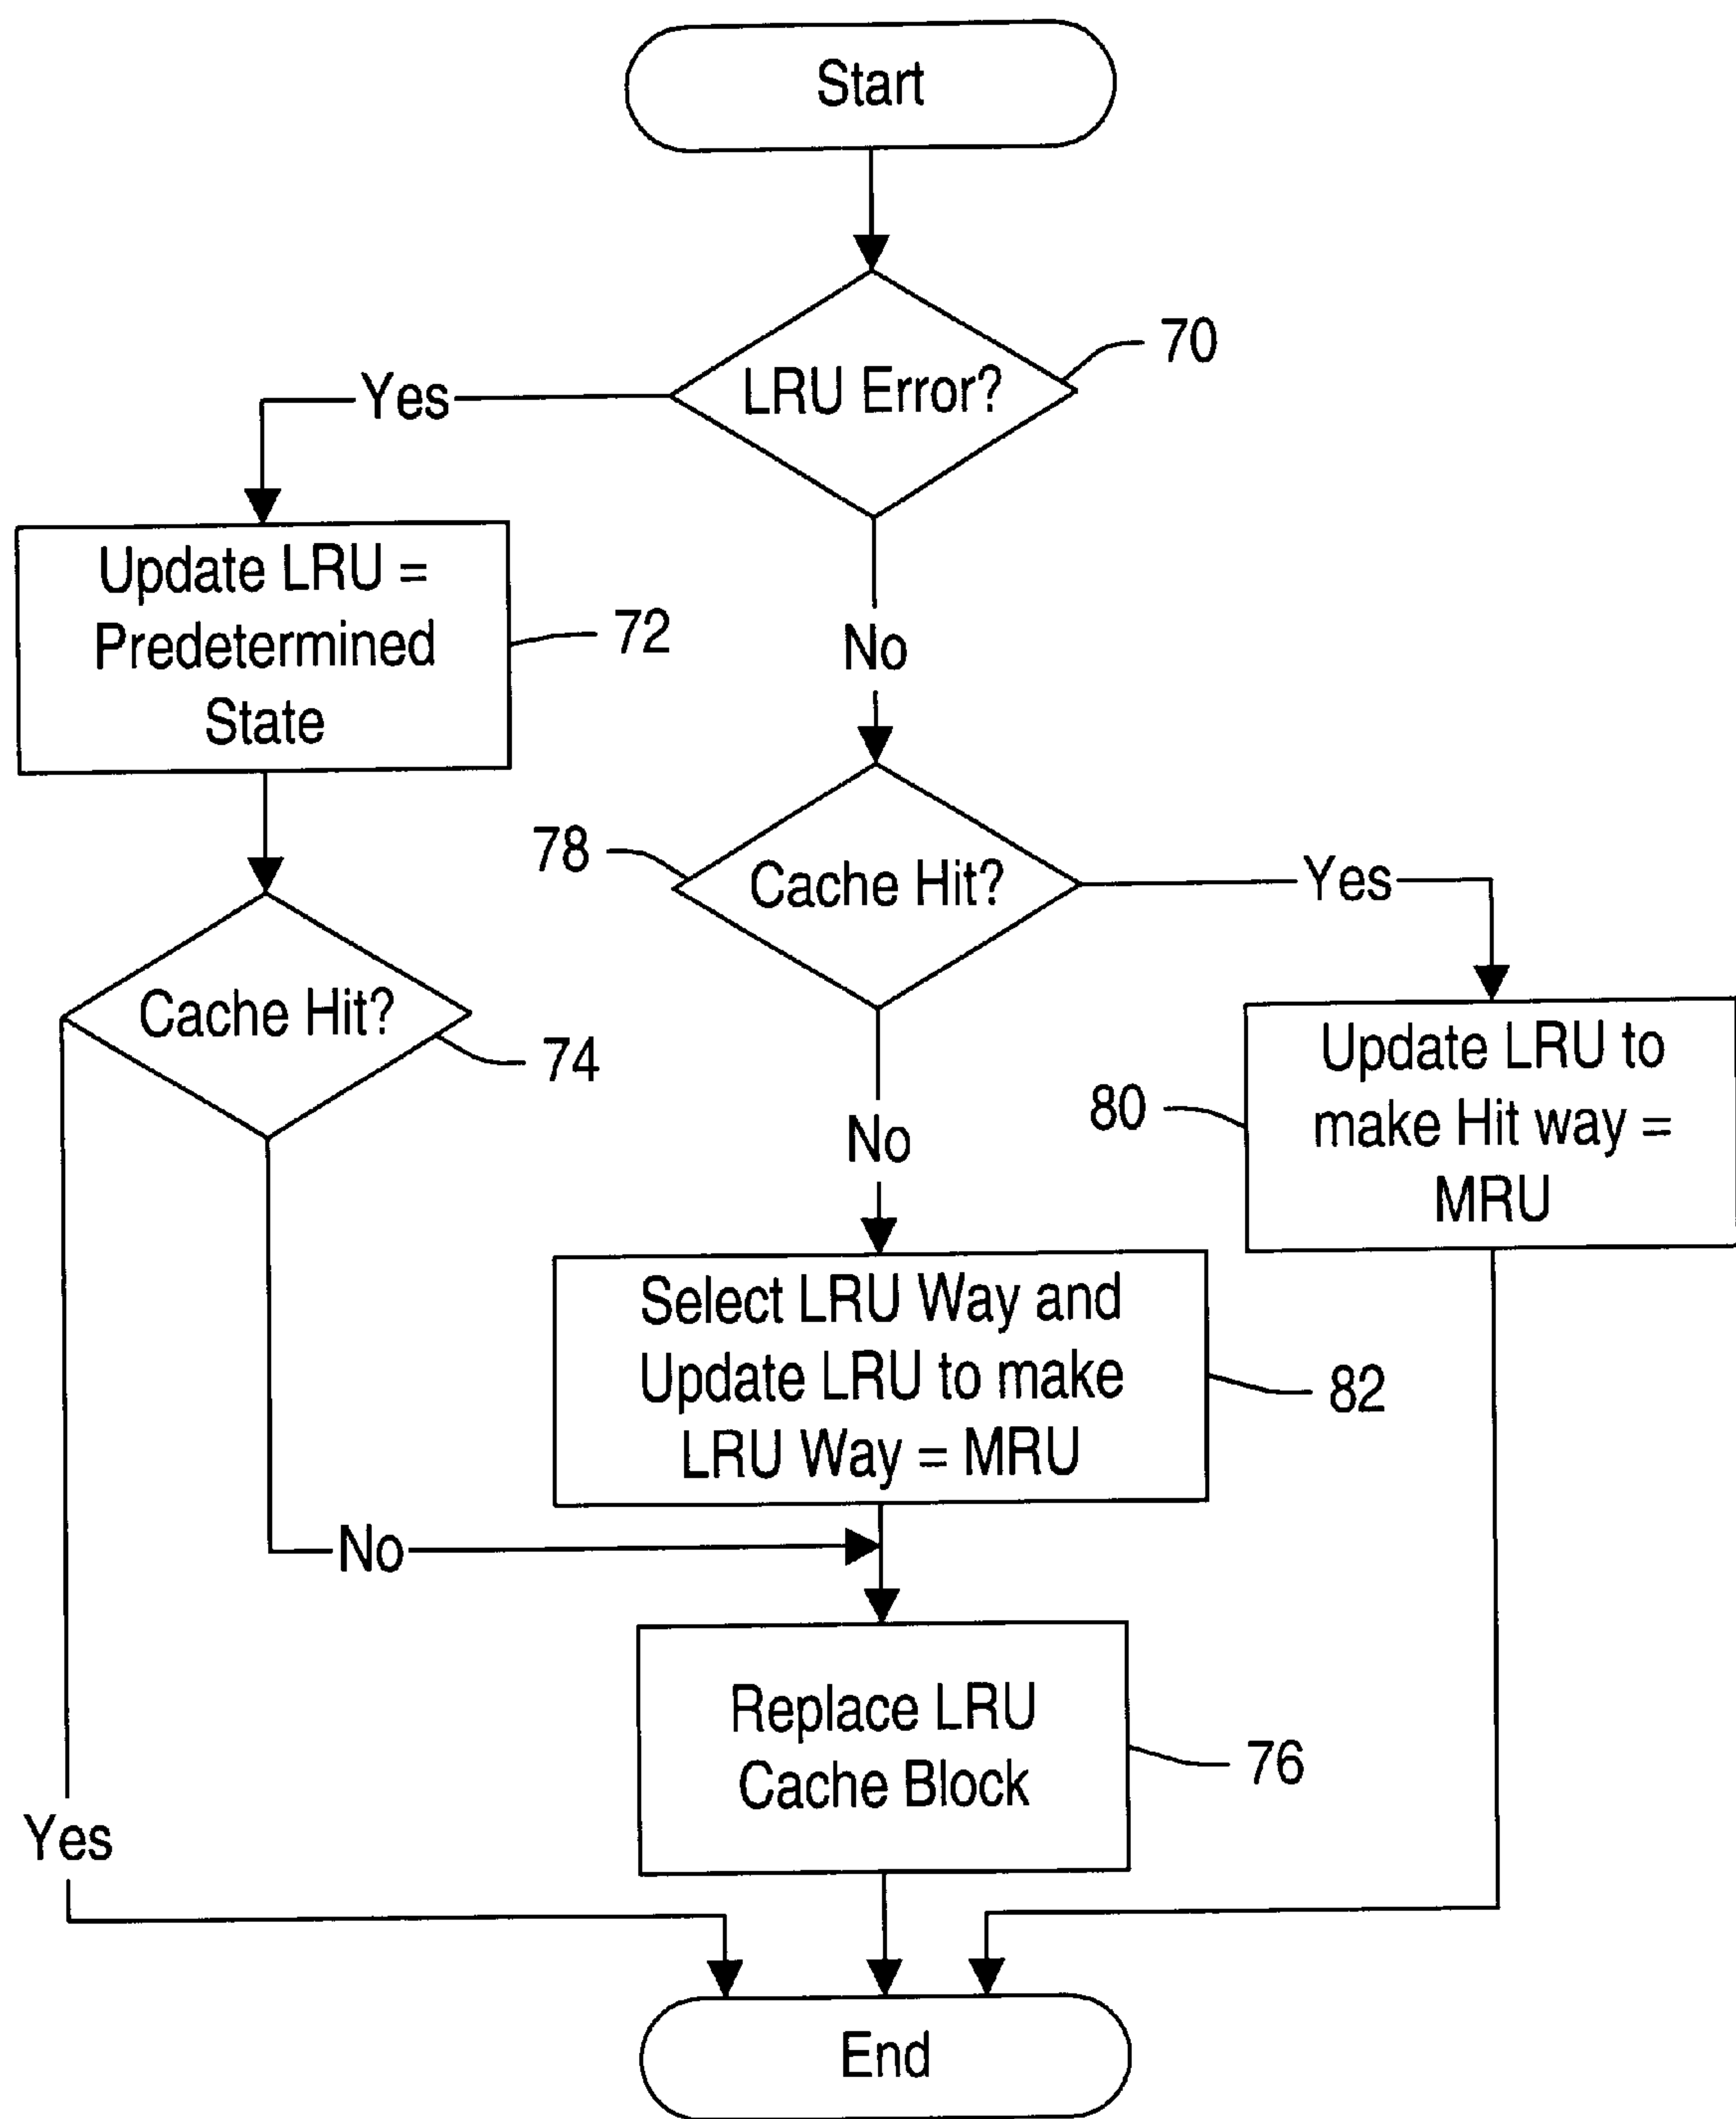 Start
LRU Error?
70
Yes
Update LRU =
Predetermined
State
72
No
78
Cache Hit?
Yes
Cache Hit?
74
80
Update LRU to
make Hit way =
MRU
No
Select LRU Way and
Update LRU to make
LRU Way = MRU
82
No
Replace LRU
Cache Block
76
Yes
End